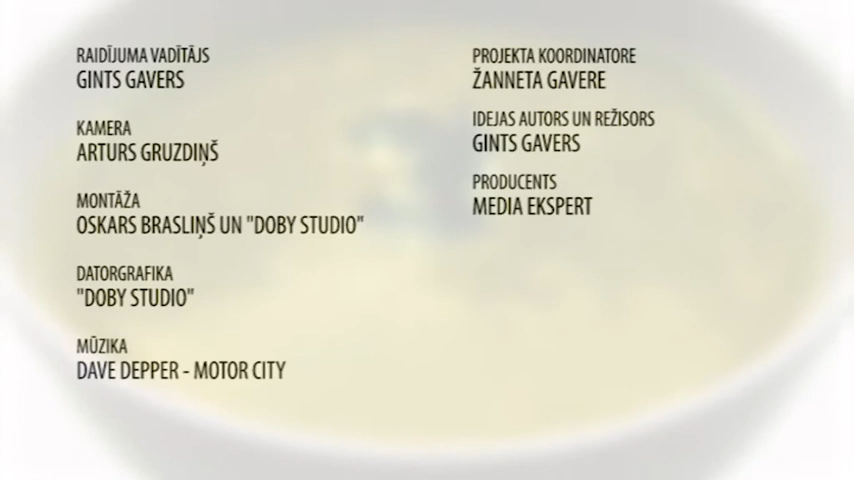 RAIDĪJUMA VADĪTĀJS
GINTS GAVERS
KAMERA
ARTURS GRUZDIŅŠ
MONTĀŽA
OSKARS BRASLIŅŠ UN "DOBY STUDIO"
DATORGRAFIKA
"DOBY STUDIO"
MŪZIKA
DAVE DEPPER - MOTOR CITY
PROJEKTA KOORDINATORE
ŽANNETA GAVERE
IDEJAS AUTORS UN REŽISORS
GINTS GAVERS
PRODUCENTS
MEDIA EKSPERT